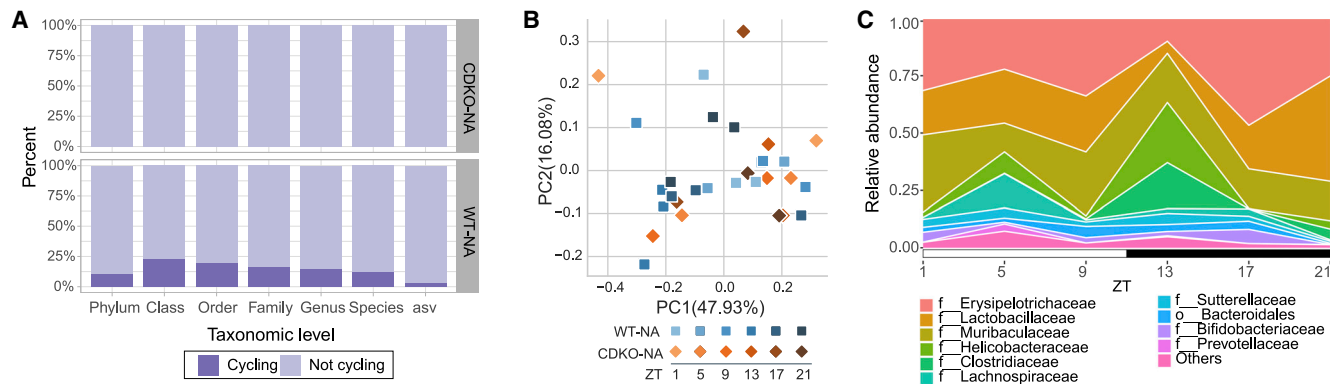 A
100%
75%
50%
25%
0%
CDKO-NA
100%
75%
50%
25%
0%
WT-NA
Percent
Phylum Class Order Family Genus Species asv
Taxonomic level
Cycling Not cycling
B
0.3
0.2
0.1
0.0
−0.1
−0.2
PC2(16.08%)
−0.4 −0.2 0.0 0.2
PC1(47.93%)
WT-NA
CDKO-NA
ZT 1 5 9 13 17 21
C
1.00
0.75
0.50
0.25
0.00
Relative abundance
1 5 9 13 17 21
ZT
f__Erysipelotrichaceae
f__Lactobacillaceae
f__Muribaculaceae
f__Helicobacteraceae
f__Clostridiaceae
f__Lachnospiraceae
f__Sutterellaceae
o__Bacteroidales
f__Bifidobacteriaceae
f__Prevotellaceae
Others